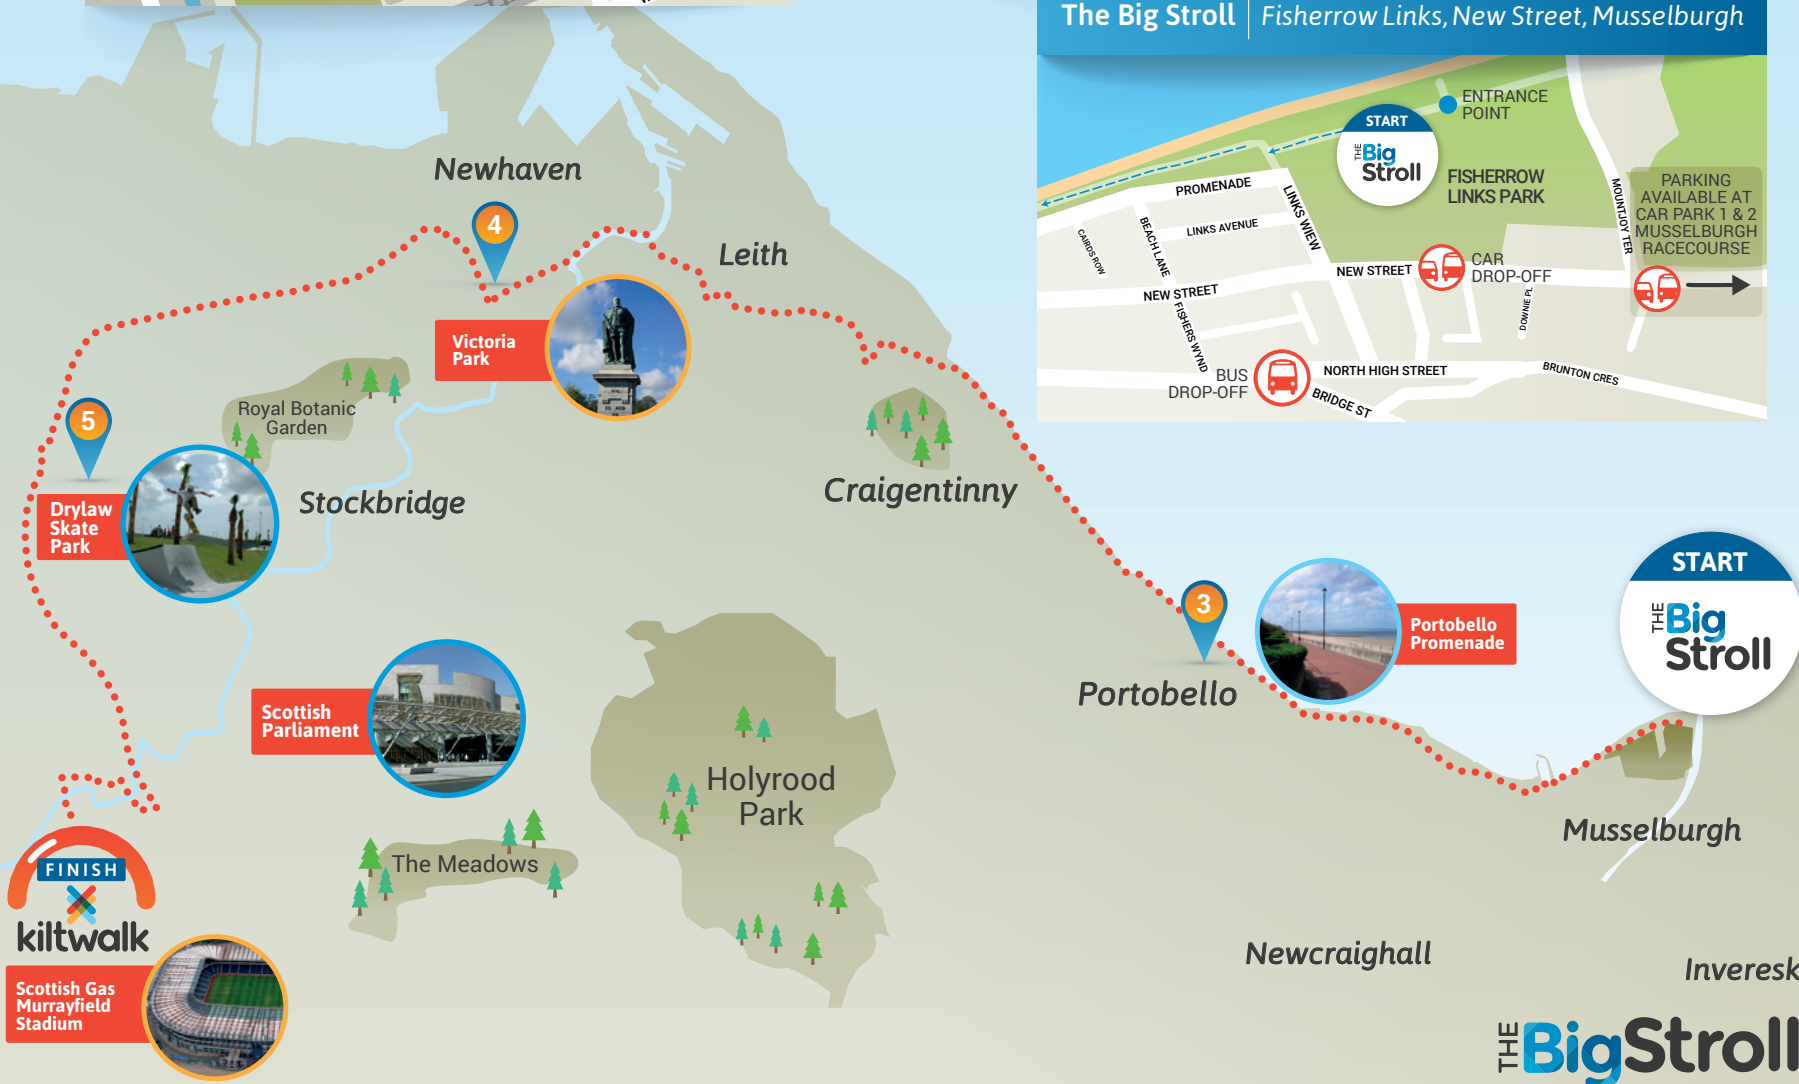 The Big Stroll | Fisherrow Links, New Street, Musselburgh
ENTRANCE
POINT
START
THE Big
Stroll
FISHERROW
LINKS PARK
PARKING
AVAILABLE AT
CAR PARK 1 & 2
MUSSELBURGH
RACECOURSE
MOUNTJOY TER
PROMENADE
LINKS WIEW
LINKS AVENUE
BEACH LANE
CAIRDS ROW
NEW STREET
CAR
DROP-OFF
NEW STREET
DOWNIE PL
FISHERS WYND
BUS
DROP-OFF
NORTH HIGH STREET
BRUNTON CRES
BRIDGE ST
Newhaven
4
Leith
Victoria
Park
Royal Botanic
Garden
5
Stockbridge
Drylaw
Skate
Park
Craigentinny
3
Portobello
Promenade
START
THE Big
Stroll
Portobello
Scottish
Parliament
Holyrood
Park
The Meadows
Musselburgh
FINISH
kiltwalk
Newcraighall
Inveresk
Scottish Gas
Murrayfield
Stadium
THE BigStroll